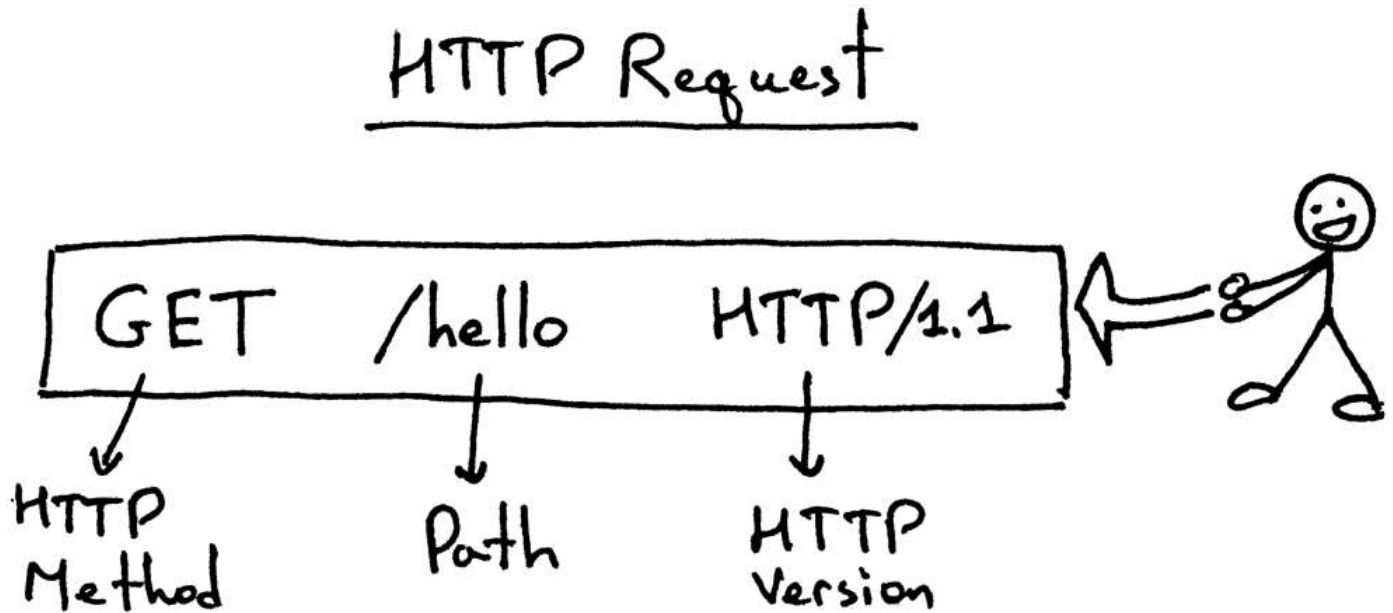 HTTP Request
GET /hello HTTP/1.1
HTTP
Method
Path
HTTP
Version